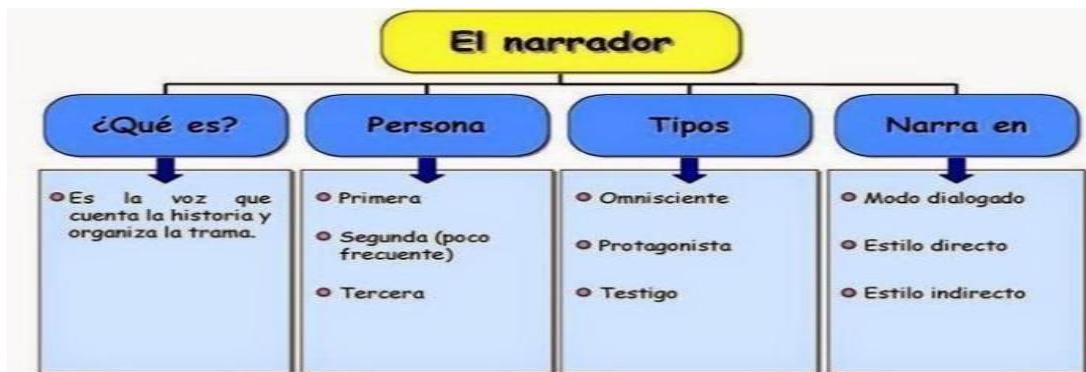 El narrador
¿Qué es?
Es la voz que
cuenta la historia y
organiza la trama.
Persona
Primera
Segunda (poco
frecuente)
Tercera
Tipos
Omnisciente
Protagonista
Testigo
Narra en
Modo dialogado
Estilo directo
Estilo indirecto